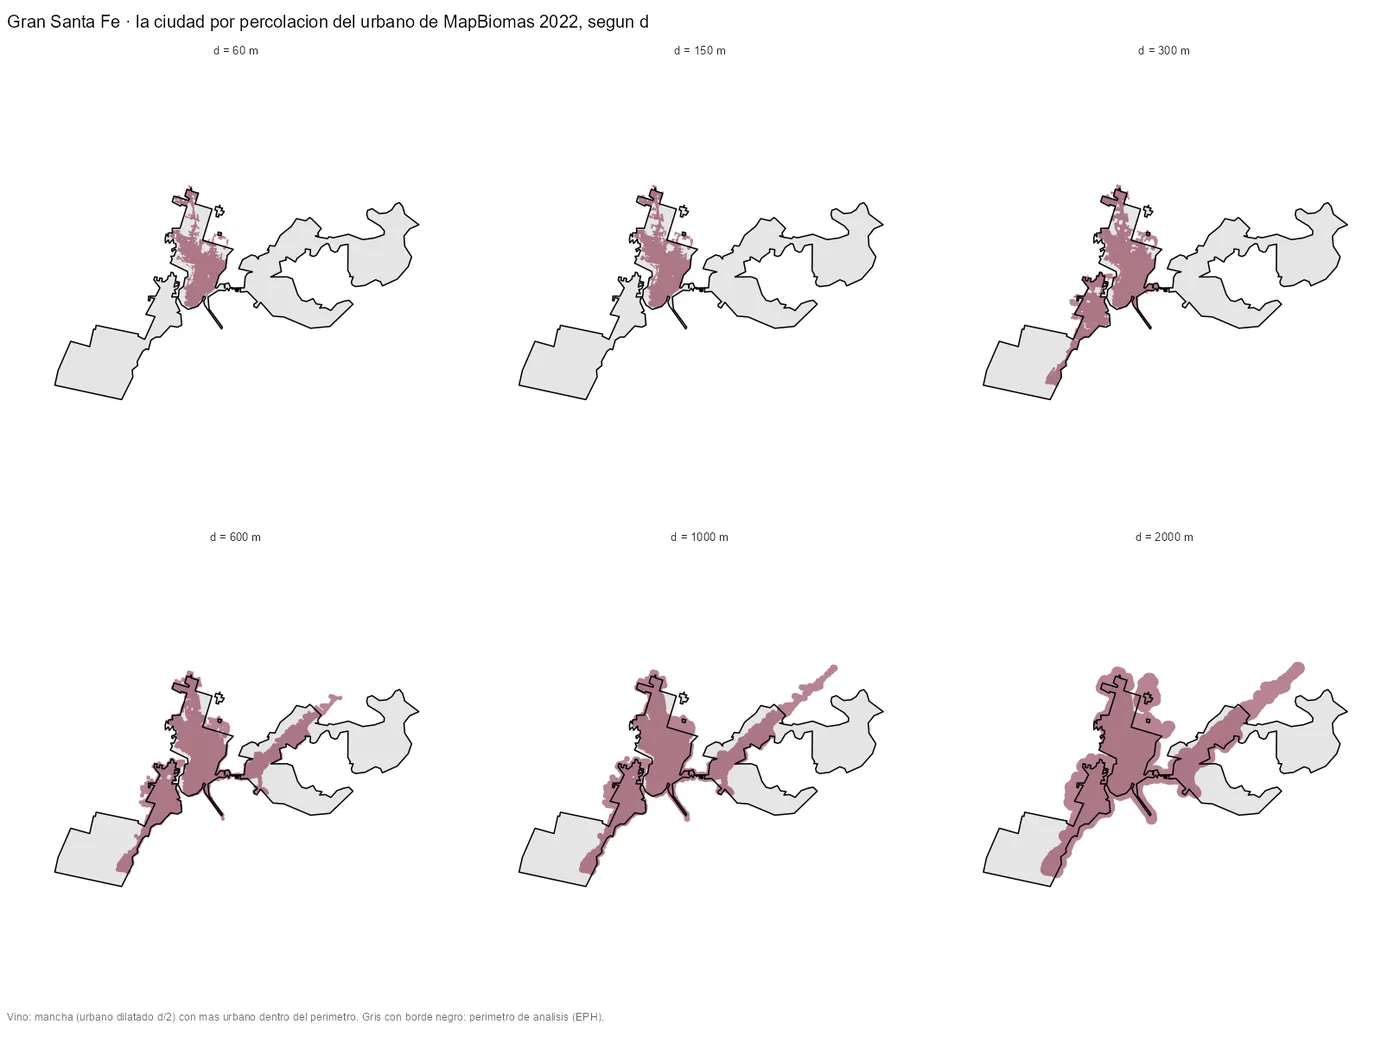 Gran Santa Fe · la ciudad por percolacion del urbano de MapBiomas 2022, segun d
d = 60 m
d = 150 m
d = 300 m
d = 600 m
d = 1000 m
d = 2000 m
Vino: mancha (urbano dilatado d/2) con mas urbano dentro del perimetro. Gris con borde negro: perimetro de analisis (EPH).